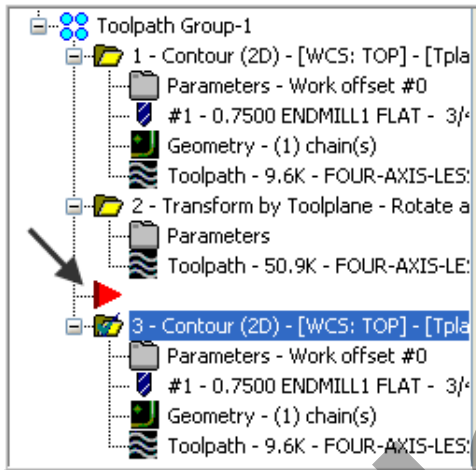 Toolpath Group-1
1 - Contour (2D) - [WCS: TOP] - [Tpla
Parameters - Work offset #0
#1 - 0.7500 ENDMILL1 FLAT - 3/4
Geometry - (1) chain(s)
Toolpath - 9.6K - FOUR-AXIS-LES
2 - Transform by Toolplane - Rotate a
Parameters
Toolpath - 50.9K - FOUR-AXIS-LE
3 - Contour (2D) - [WCS: TOP] - [Tpla
Parameters - Work offset #0
#1 - 0.7500 ENDMILL1 FLAT - 3/4
Geometry - (1) chain(s)
Toolpath - 9.6K - FOUR-AXIS-LES